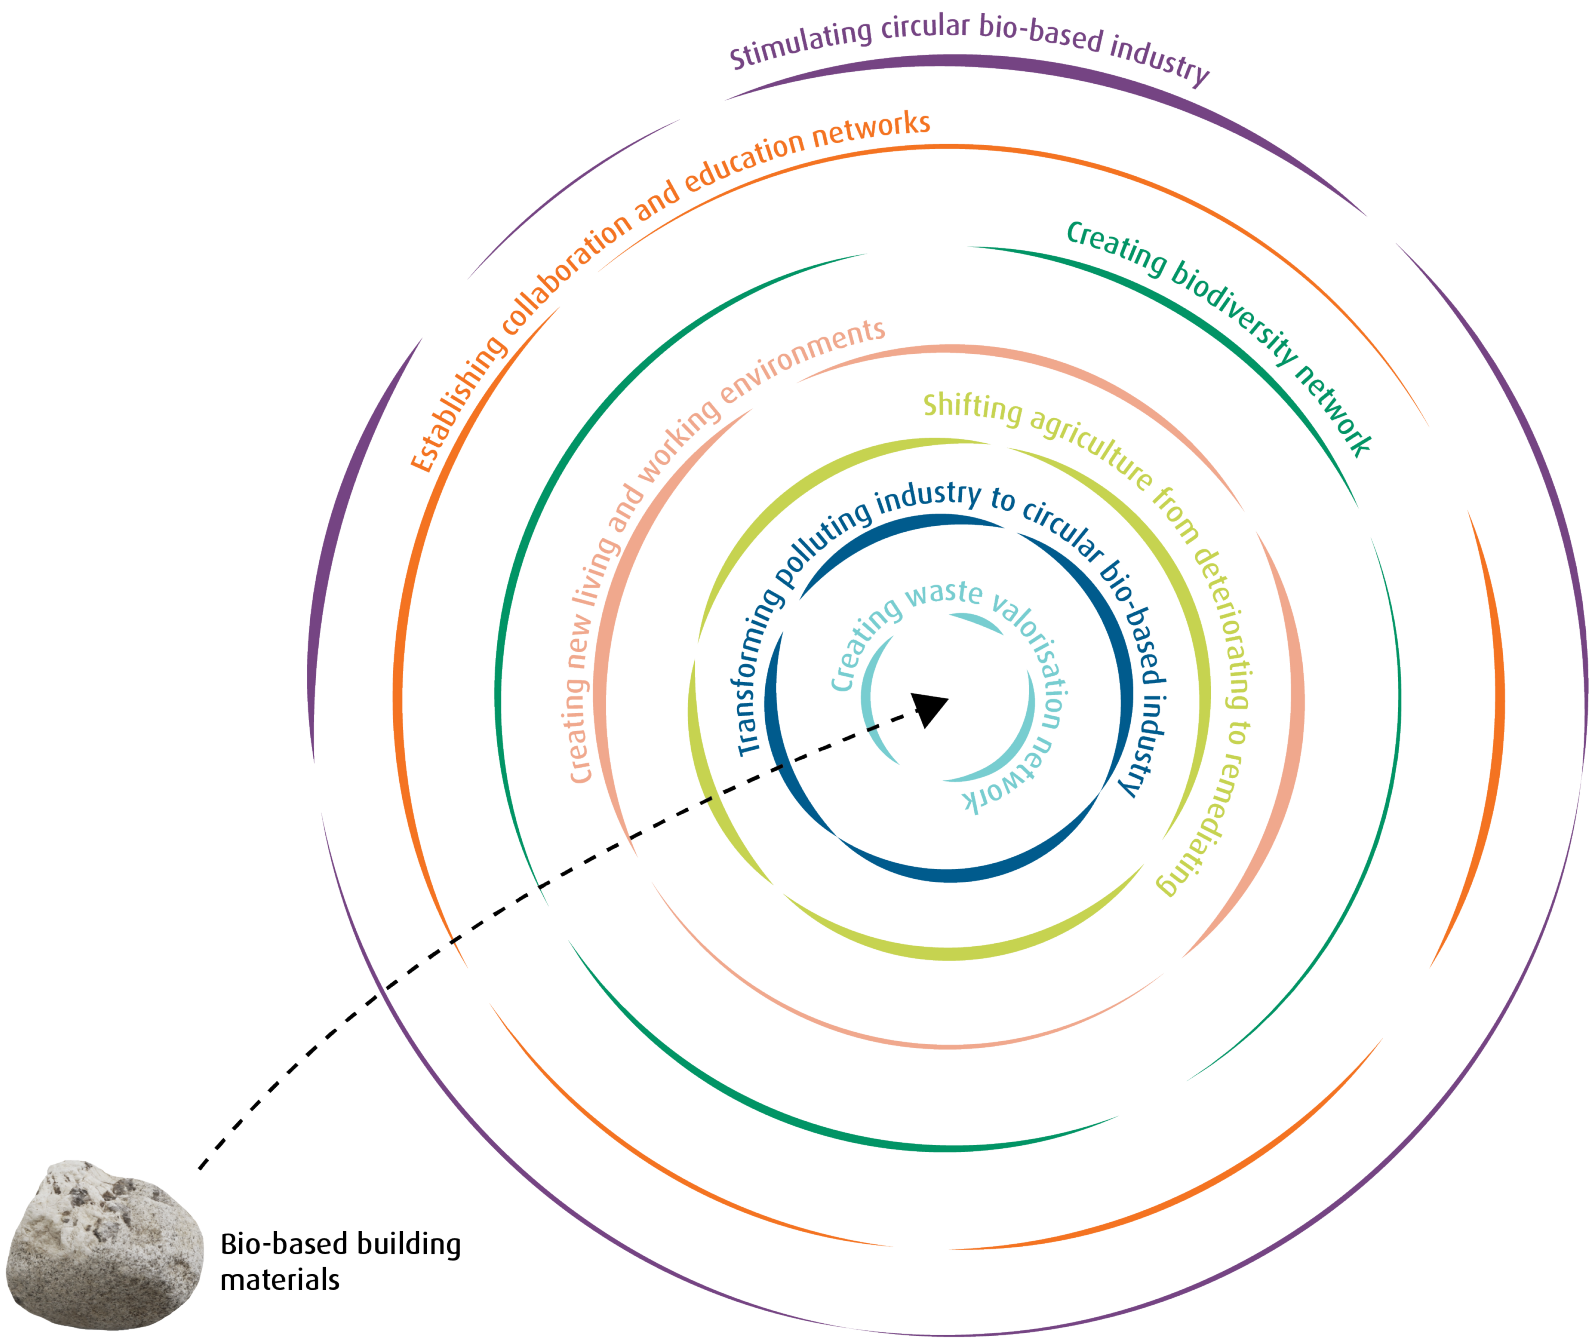 Stimulating circular bio-based industry
Establishing collaboration and education networks
Creating biodiversity network
Creating new living and working environments
Shifting agriculture from deteriorating to remediating
Transforming polluting industry to circular bio-based industry
Creating waste valorisation network
Bio-based building
materials